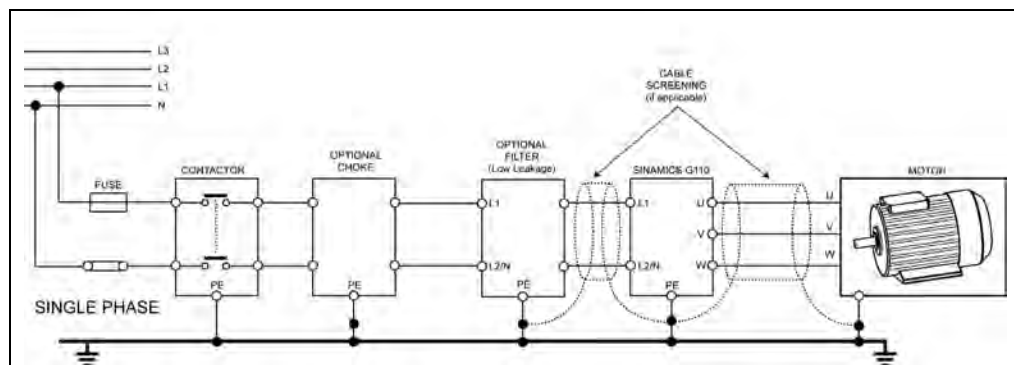 L3
L2
L1
N
CABLE
SCREENING
(if applicable)
OPTIONAL
FILTER
(Low Leakage)
OPTIONAL
CHOKE
CONTACTOR
SINAMICS G110
MOTOR
FUSE
L1
L1
U
U
V
V
W
L2/N
L2/N
W
PE
PE
PE
PE
SINGLE PHASE